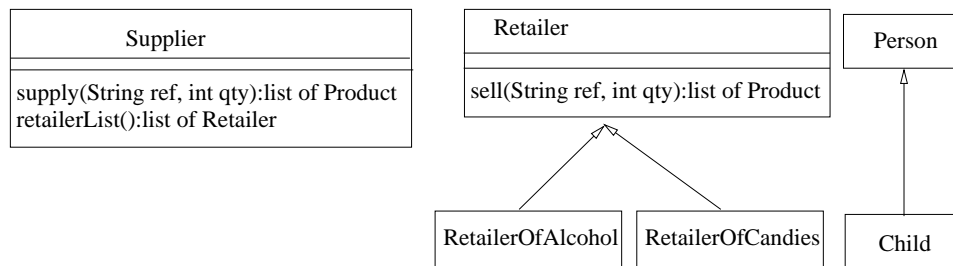 Supplier
supply(String ref, int qty):list of Product
retailerList():list of Retailer
Retailer
sell(String ref, int qty):list of Product
Person
RetailerOfAlcohol
RetailerOfCandies
Child